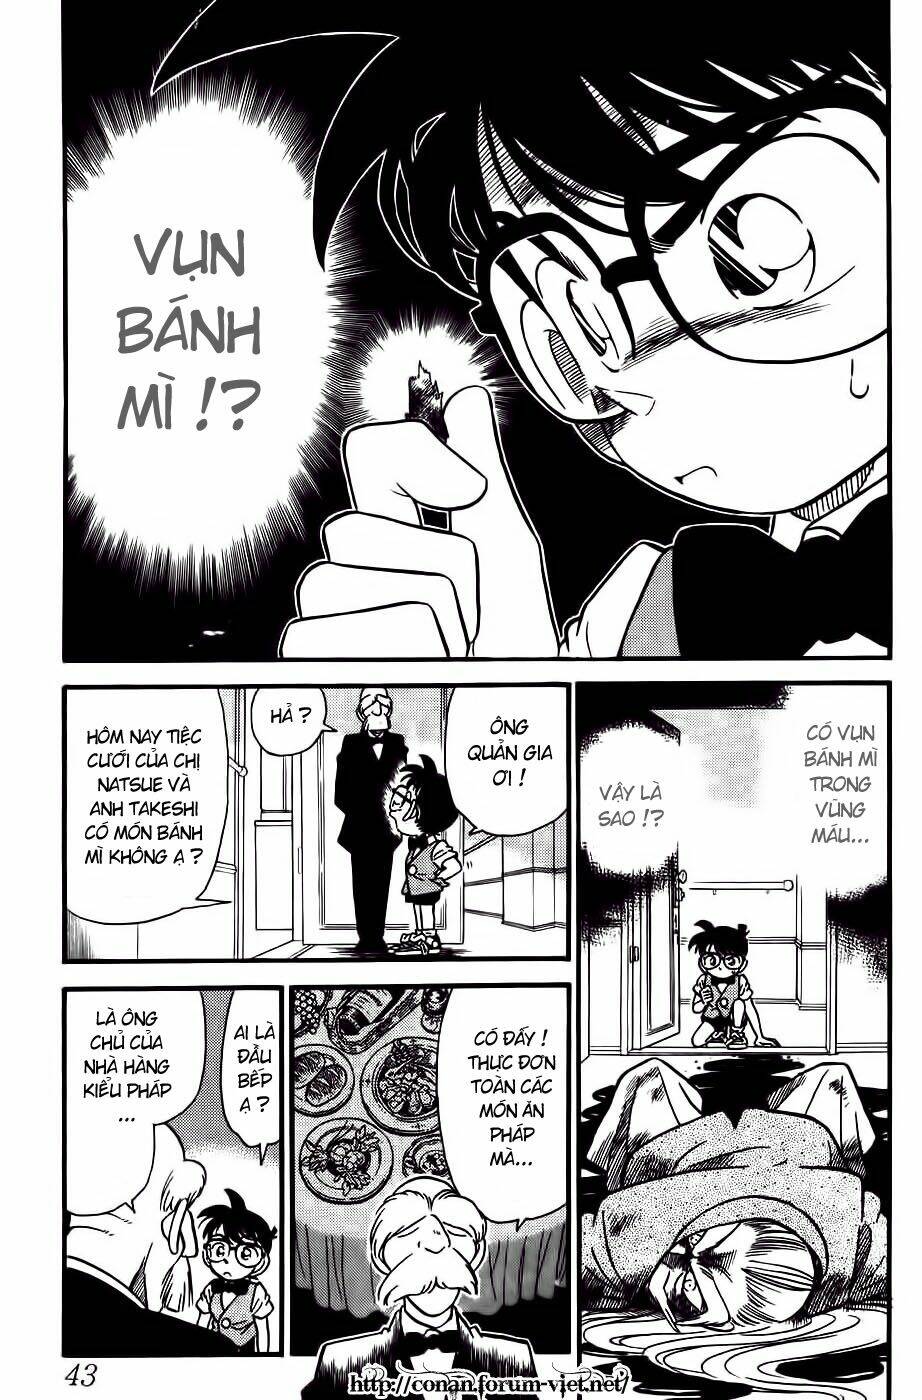 VỤN
BÁNH
MÌ !?
CÓ VỤN
BÁNH MÌ
TRONG
VŨNG
MÁU...
VẬY LÀ
SAO !?
ÔNG
QUẢN GIA
ƠI !
HẢ ?
HÔM NAY TIỆC
CƯỚI CỦA CHỊ
NATSUE VÀ
ANH TAKESHI
CÓ MÓN BÁNH
MÌ KHÔNG Ạ ?
CÓ ĐẤY !
THỰC ĐƠN
TOÀN CÁC
MÓN ĂN
PHÁP
MÀ...
AI LÀ
ĐẦU
BẾP
Ạ ?
LÀ ÔNG
CHỦ CỦA
NHÀ HÀNG
KIỂU PHÁP
...
43
http://conan.forum-viet.net/